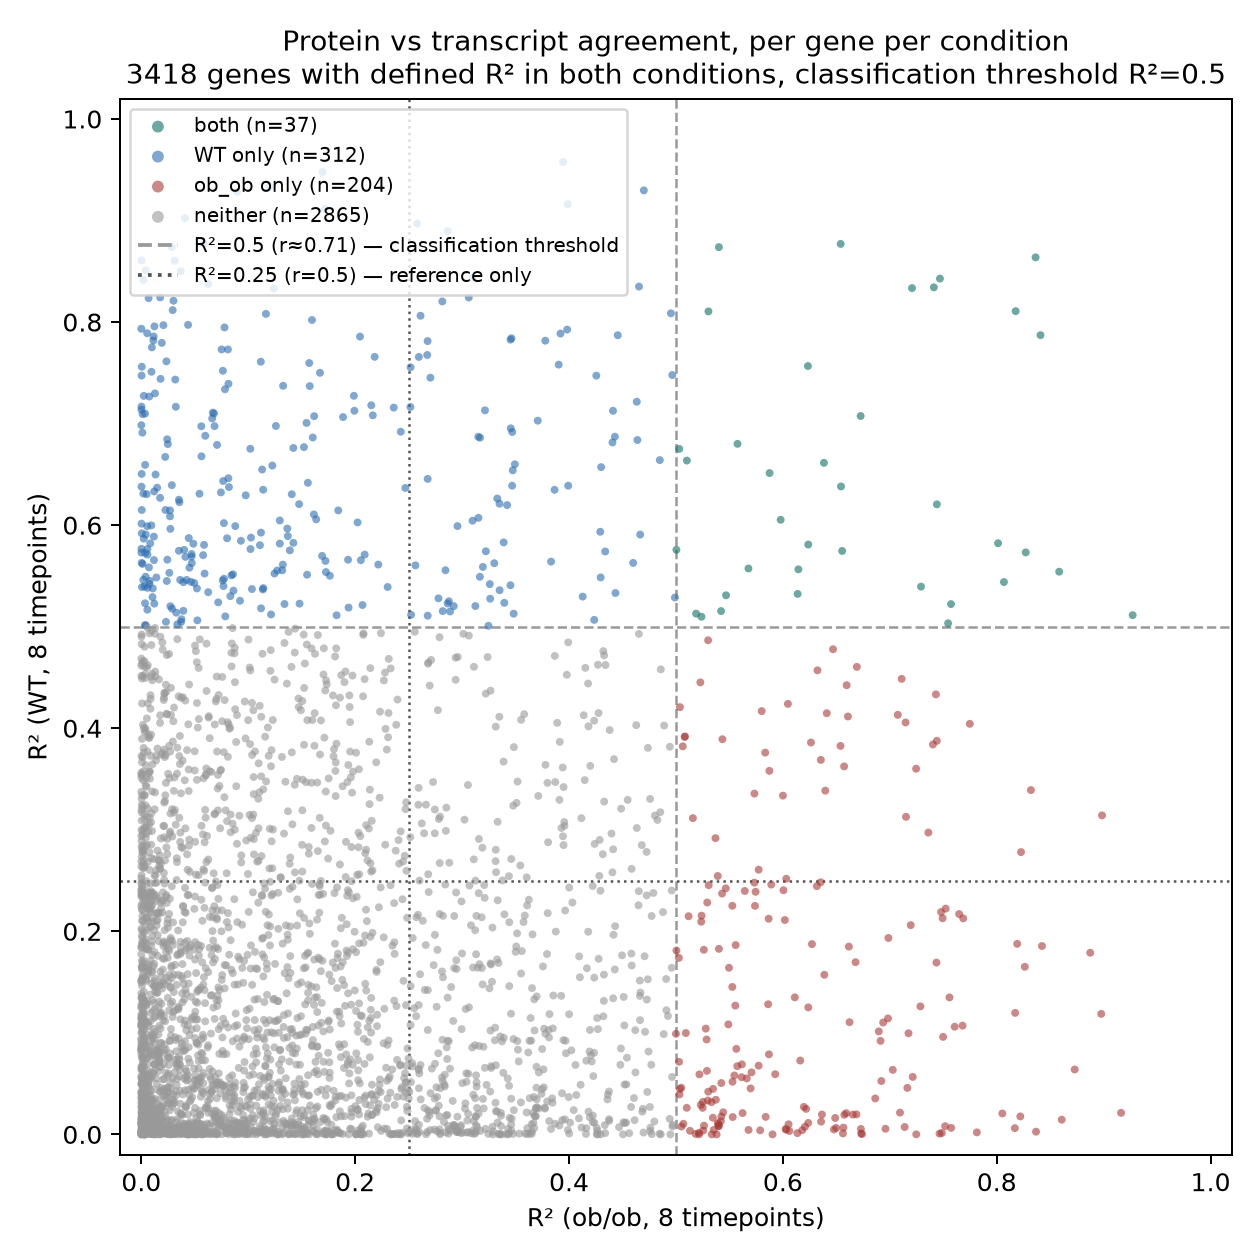 Protein vs transcript agreement, per gene per condition
3418 genes with defined R² in both conditions, classification threshold R²=0.5
both (n=37)
WT only (n=312)
ob_ob only (n=204)
neither (n=2865)
R²=0.5 (r≈0.71) — classification threshold
R²=0.25 (r=0.5) — reference only
R² (WT, 8 timepoints)
1.0
0.8
0.6
0.4
0.2
0.0
0.0 0.2 0.4 0.6 0.8 1.0
R² (ob/ob, 8 timepoints)